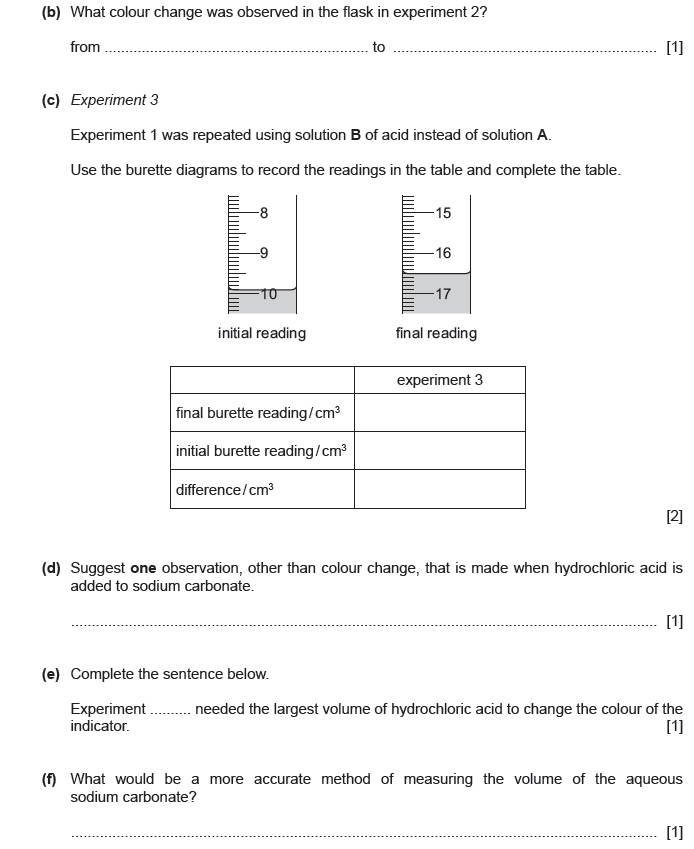 (b) What colour change was observed in the flask in experiment 2?
from ................................................................ to ................................................................ [1]
(c) Experiment 3
Experiment 1 was repeated using solution B of acid instead of solution A.
Use the burette diagrams to record the readings in the table and complete the table.
8
9
10
initial reading
15
16
17
final reading
experiment 3
final burette reading/cm³
initial burette reading/cm³
difference/cm³
[2]
(d) Suggest one observation, other than colour change, that is made when hydrochloric acid is
added to sodium carbonate.
................................................................................................................................................ [1]
(e) Complete the sentence below.
Experiment .......... needed the largest volume of hydrochloric acid to change the colour of the
indicator. [1]
(f) What would be a more accurate method of measuring the volume of the aqueous
sodium carbonate?
................................................................................................................................................ [1]